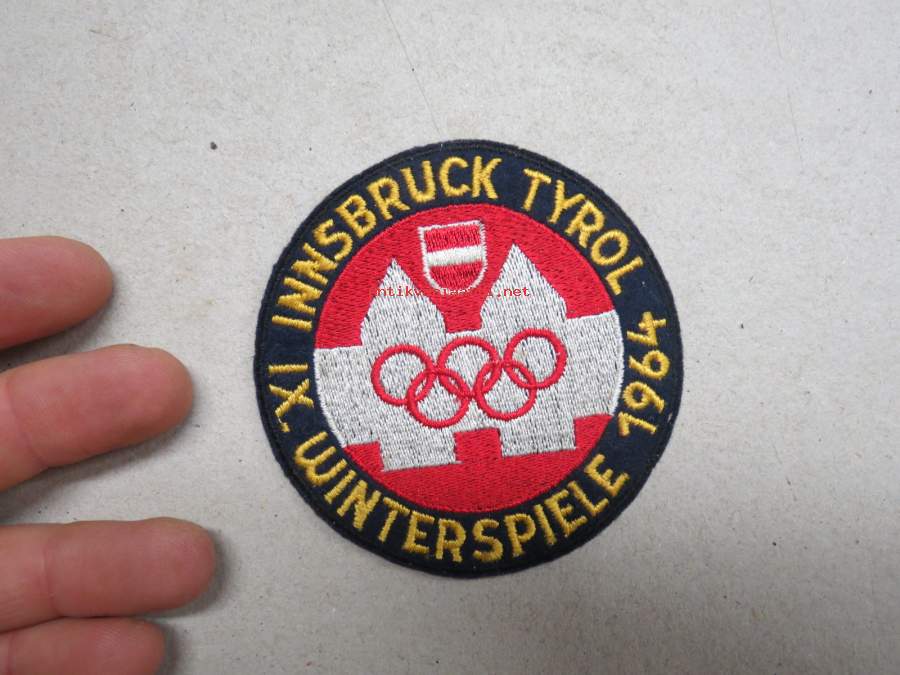 INNSBRUCK TYROL
IX. WINTERSPIELE 1964